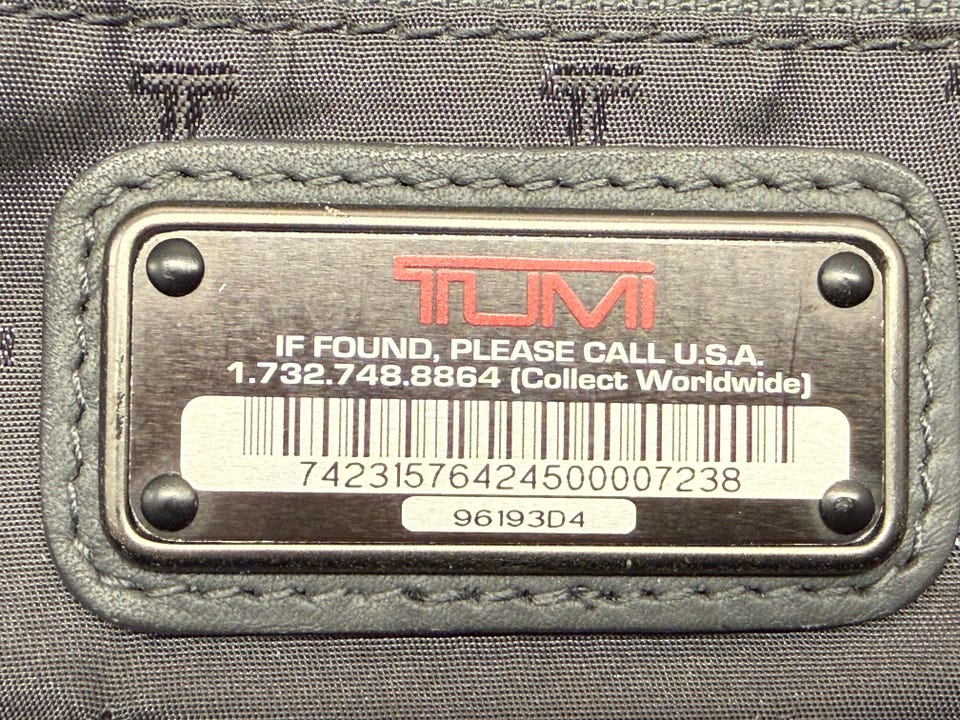 TUMI
IF FOUND, PLEASE CALL U.S.A.
1.732.748.8864 (Collect Worldwide)
74231576424500007238
96193D4